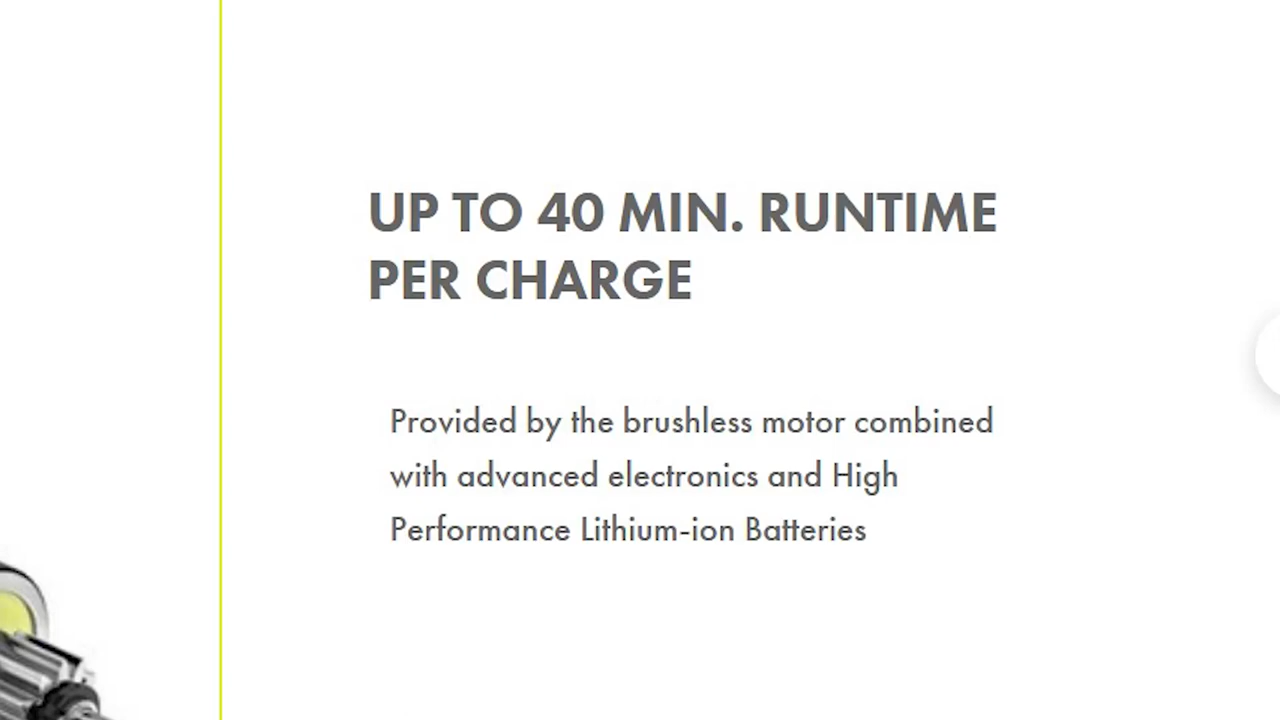 UP TO 40 MIN. RUNTIME
PER CHARGE
Provided by the brushless motor combined
with advanced electronics and High
Performance Lithium-ion Batteries